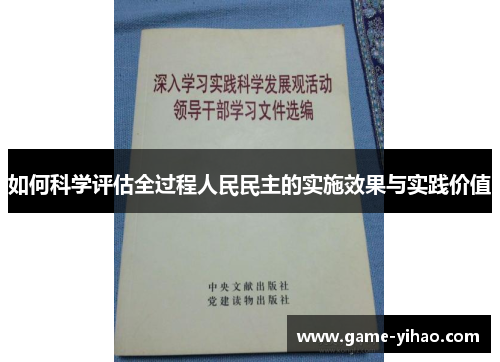 深入学习实践科学发展观活动
领导干部学习文件选编
如何科学评估全过程人民民主的实施效果与实践价值
中央文献出版社
党建读物出版社
www.game-yihao.com